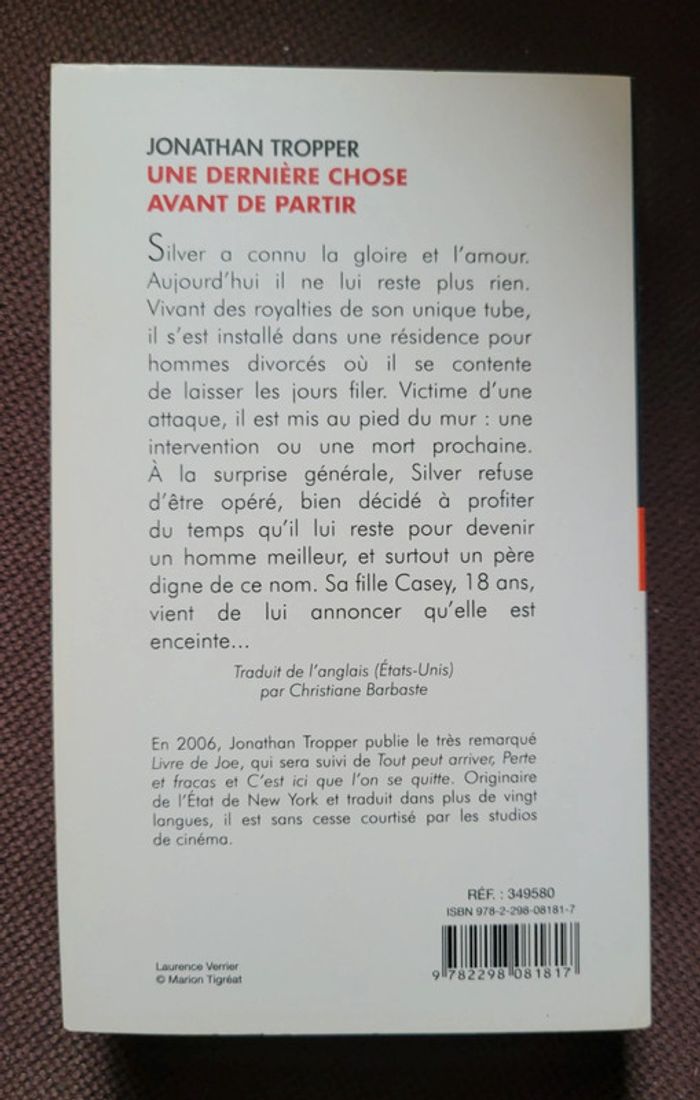 JONATHAN TROPPER
UNE DERNIÈRE CHOSE
AVANT DE PARTIR
Silver a connu la gloire et l'amour.
Aujourd'hui il ne lui reste plus rien.
Vivant des royalties de son unique tube,
il s'est installé dans une résidence pour
hommes divorcés où il se contente
de laisser les jours filer. Victime d'une
attaque, il est mis au pied du mur : une
intervention ou une mort prochaine.
À la surprise générale, Silver refuse
d'être opéré, bien décidé à profiter
du temps qu'il lui reste pour devenir
un homme meilleur, et surtout un père
digne de ce nom. Sa fille Casey, 18 ans,
vient de lui annoncer qu'elle est
enceinte...
Traduit de l'anglais (États-Unis)
par Christiane Barbaste
En 2006, Jonathan Tropper publie le très remarqué
Livre de Joe, qui sera suivi de Tout peut arriver, Perte
et fracas et C'est ici que l'on se quitte. Originaire
de l'État de New York et traduit dans plus de vingt
langues, il est sans cesse courtisé par les studios
de cinéma.
RÉF. : 349580
ISBN 978-2-298-08181-7
9 782298 081817
Laurence Verrier
© Marion Tigréat